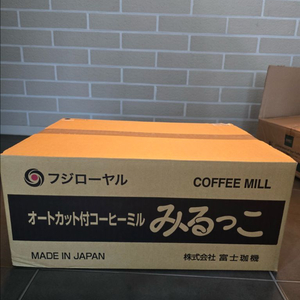 フジローヤル COFFEE MILL
オートカット付コーヒーミル みるっこ
MADE IN JAPAN 株式会社 富士珈機